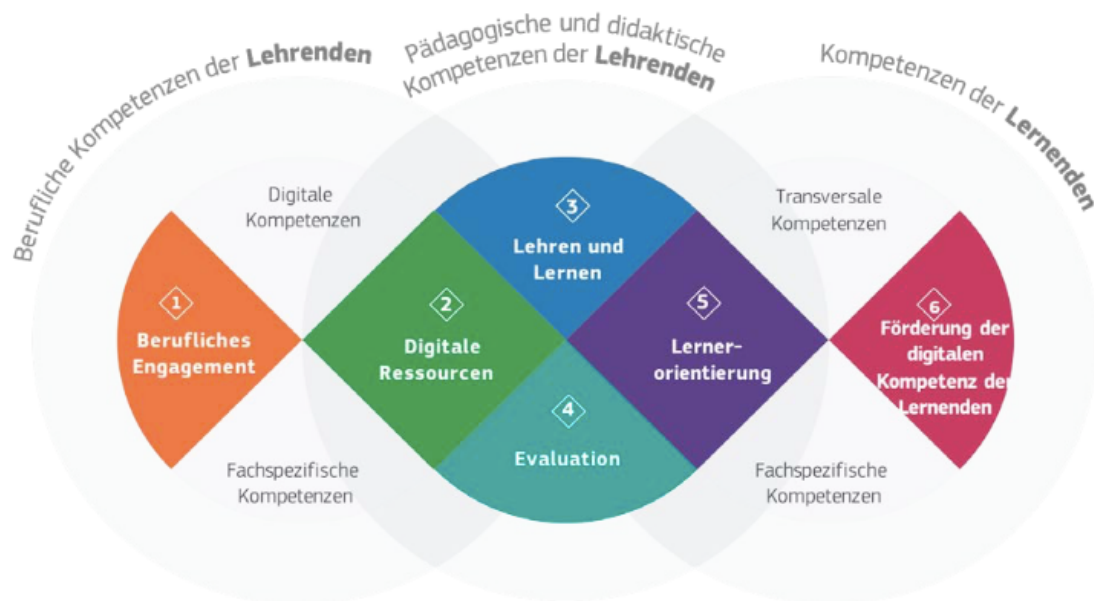 Berufliche Kompetenzen der Lehrenden
Pädagogische und didaktische
Kompetenzen der Lehrenden
Kompetenzen der Lernenden
Digitale
Kompetenzen
Transversale
Kompetenzen
1
Berufliches
Engagement
2
Digitale
Ressourcen
3
Lehren und
Lernen
4
Evaluation
5
Lerner-
orientierung
6
Förderung der
digitalen
Kompetenz der
Lernenden
Fachspezifische
Kompetenzen
Fachspezifische
Kompetenzen